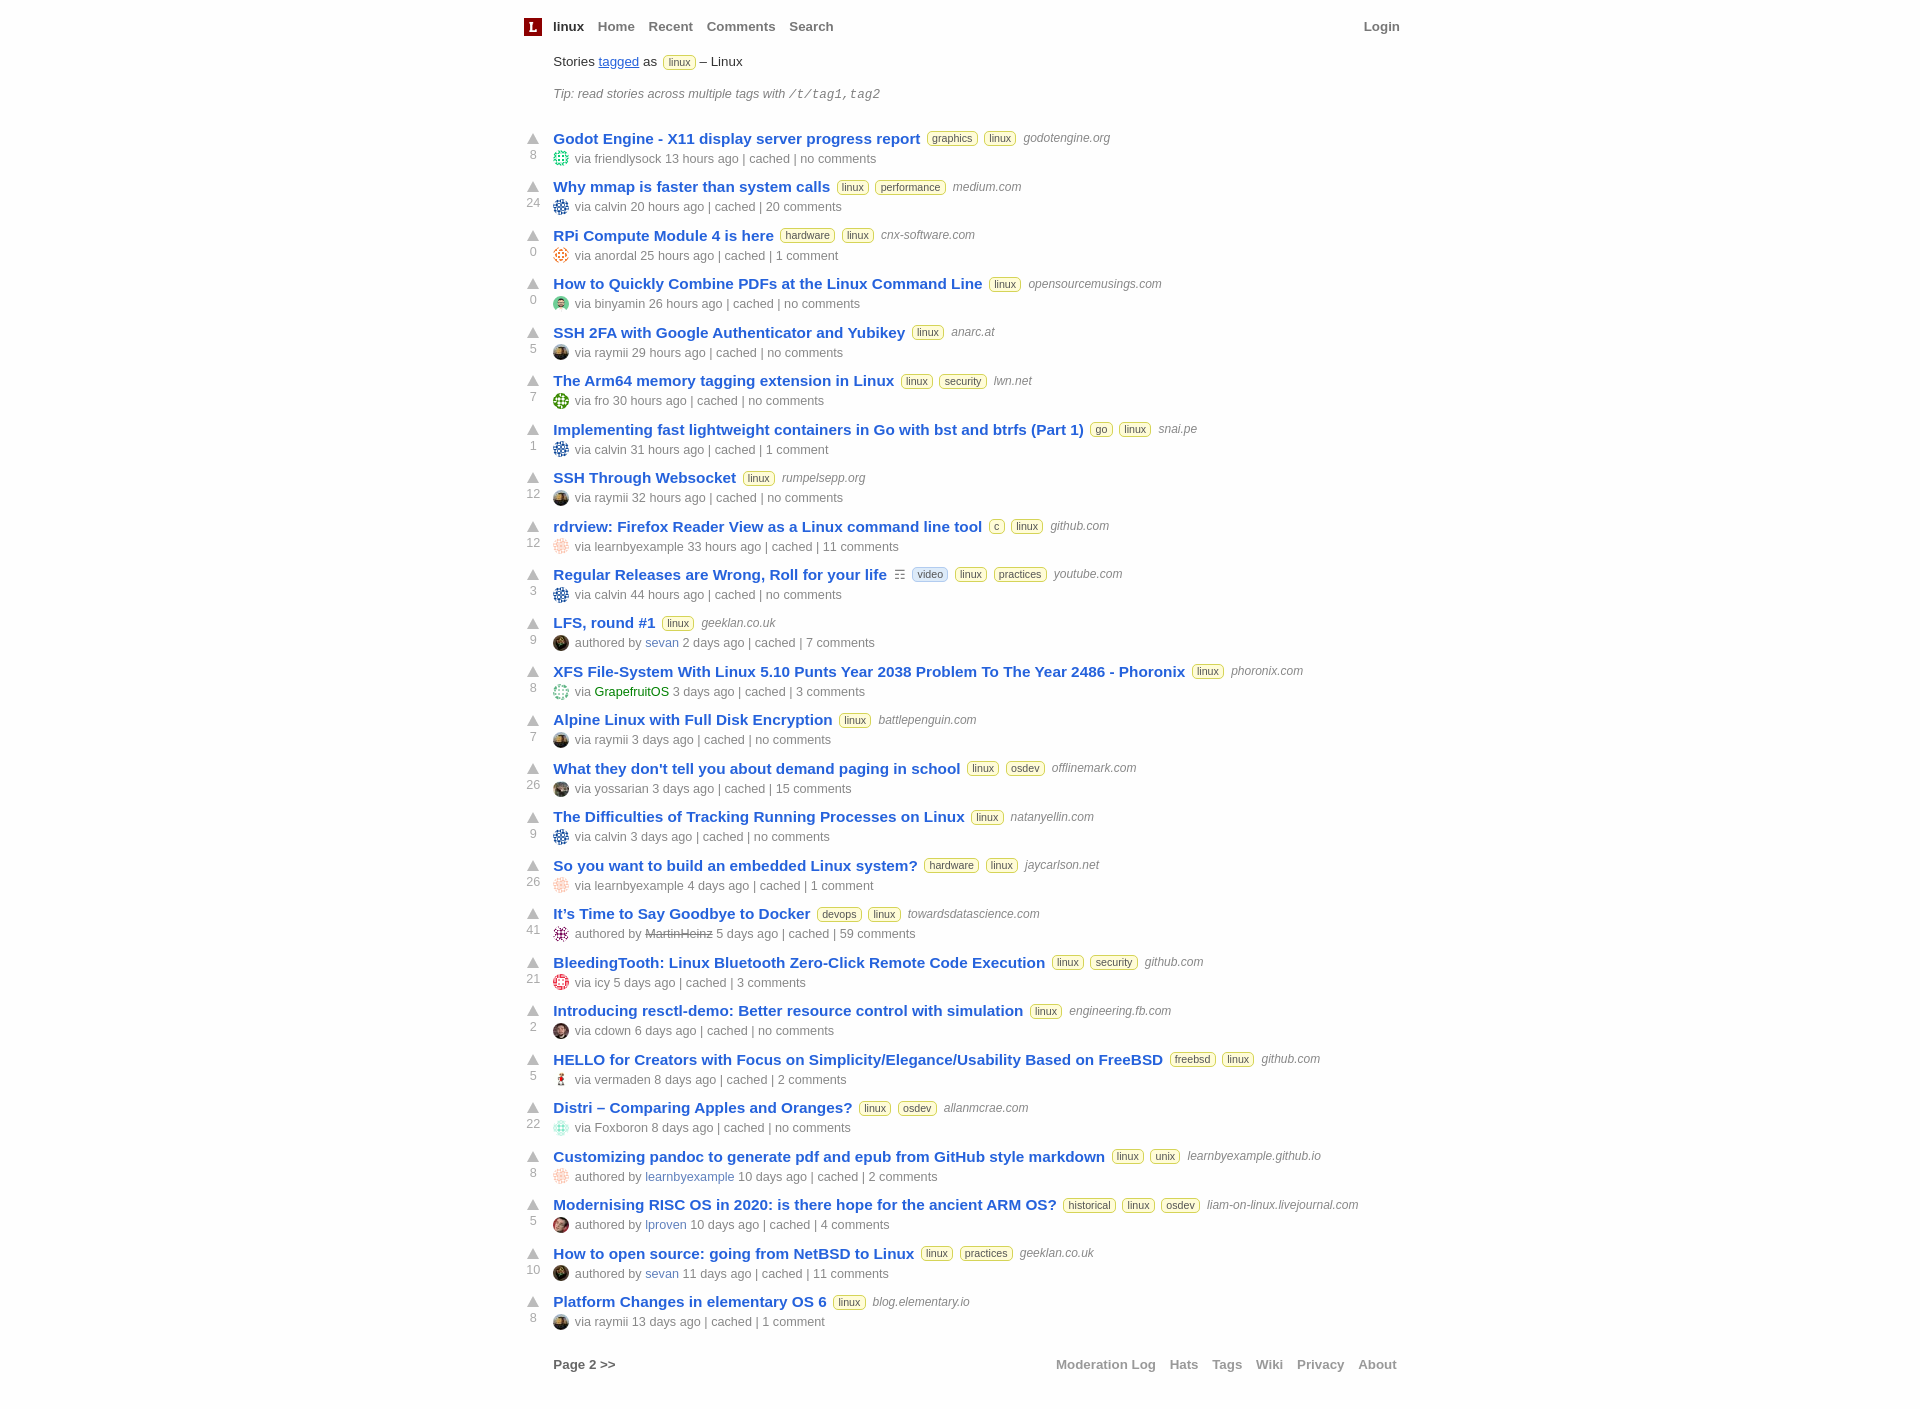 L linux Home Recent Comments Search Login
Stories tagged as linux – Linux
Tip: read stories across multiple tags with /t/tag1,tag2
Godot Engine - X11 display server progress report graphics linux godotengine.org
8 via friendlysock 13 hours ago | cached | no comments
Why mmap is faster than system calls linux performance medium.com
24 via calvin 20 hours ago | cached | 20 comments
RPi Compute Module 4 is here hardware linux cnx-software.com
0 via anordal 25 hours ago | cached | 1 comment
How to Quickly Combine PDFs at the Linux Command Line linux opensourcemusings.com
0 via binyamin 26 hours ago | cached | no comments
SSH 2FA with Google Authenticator and Yubikey linux anarc.at
5 via raymii 29 hours ago | cached | no comments
The Arm64 memory tagging extension in Linux linux security lwn.net
7 via fro 30 hours ago | cached | no comments
Implementing fast lightweight containers in Go with bst and btrfs (Part 1) go linux snai.pe
1 via calvin 31 hours ago | cached | 1 comment
SSH Through Websocket linux rumpelsepp.org
12 via raymii 32 hours ago | cached | no comments
rdrview: Firefox Reader View as a Linux command line tool c linux github.com
12 via learnbyexample 33 hours ago | cached | 11 comments
Regular Releases are Wrong, Roll for your life ☶ video linux practices youtube.com
3 via calvin 44 hours ago | cached | no comments
LFS, round #1 linux geeklan.co.uk
9 authored by sevan 2 days ago | cached | 7 comments
XFS File-System With Linux 5.10 Punts Year 2038 Problem To The Year 2486 - Phoronix linux phoronix.com
8 via GrapefruitOS 3 days ago | cached | 3 comments
Alpine Linux with Full Disk Encryption linux battlepenguin.com
7 via raymii 3 days ago | cached | no comments
What they don't tell you about demand paging in school linux osdev offlinemark.com
26 via yossarian 3 days ago | cached | 15 comments
The Difficulties of Tracking Running Processes on Linux linux natanyellin.com
9 via calvin 3 days ago | cached | no comments
So you want to build an embedded Linux system? hardware linux jaycarlson.net
26 via learnbyexample 4 days ago | cached | 1 comment
It’s Time to Say Goodbye to Docker devops linux towardsdatascience.com
41 authored by MartinHeinz 5 days ago | cached | 59 comments
BleedingTooth: Linux Bluetooth Zero-Click Remote Code Execution linux security github.com
21 via icy 5 days ago | cached | 3 comments
Introducing resctl-demo: Better resource control with simulation linux engineering.fb.com
2 via cdown 6 days ago | cached | no comments
HELLO for Creators with Focus on Simplicity/Elegance/Usability Based on FreeBSD freebsd linux github.com
5 via vermaden 8 days ago | cached | 2 comments
Distri – Comparing Apples and Oranges? linux osdev allanmcrae.com
22 via Foxboron 8 days ago | cached | no comments
Customizing pandoc to generate pdf and epub from GitHub style markdown linux unix learnbyexample.github.io
8 authored by learnbyexample 10 days ago | cached | 2 comments
Modernising RISC OS in 2020: is there hope for the ancient ARM OS? historical linux osdev liam-on-linux.livejournal.com
5 authored by lproven 10 days ago | cached | 4 comments
How to open source: going from NetBSD to Linux linux practices geeklan.co.uk
10 authored by sevan 11 days ago | cached | 11 comments
Platform Changes in elementary OS 6 linux blog.elementary.io
8 via raymii 13 days ago | cached | 1 comment
Page 2 >> Moderation Log Hats Tags Wiki Privacy About